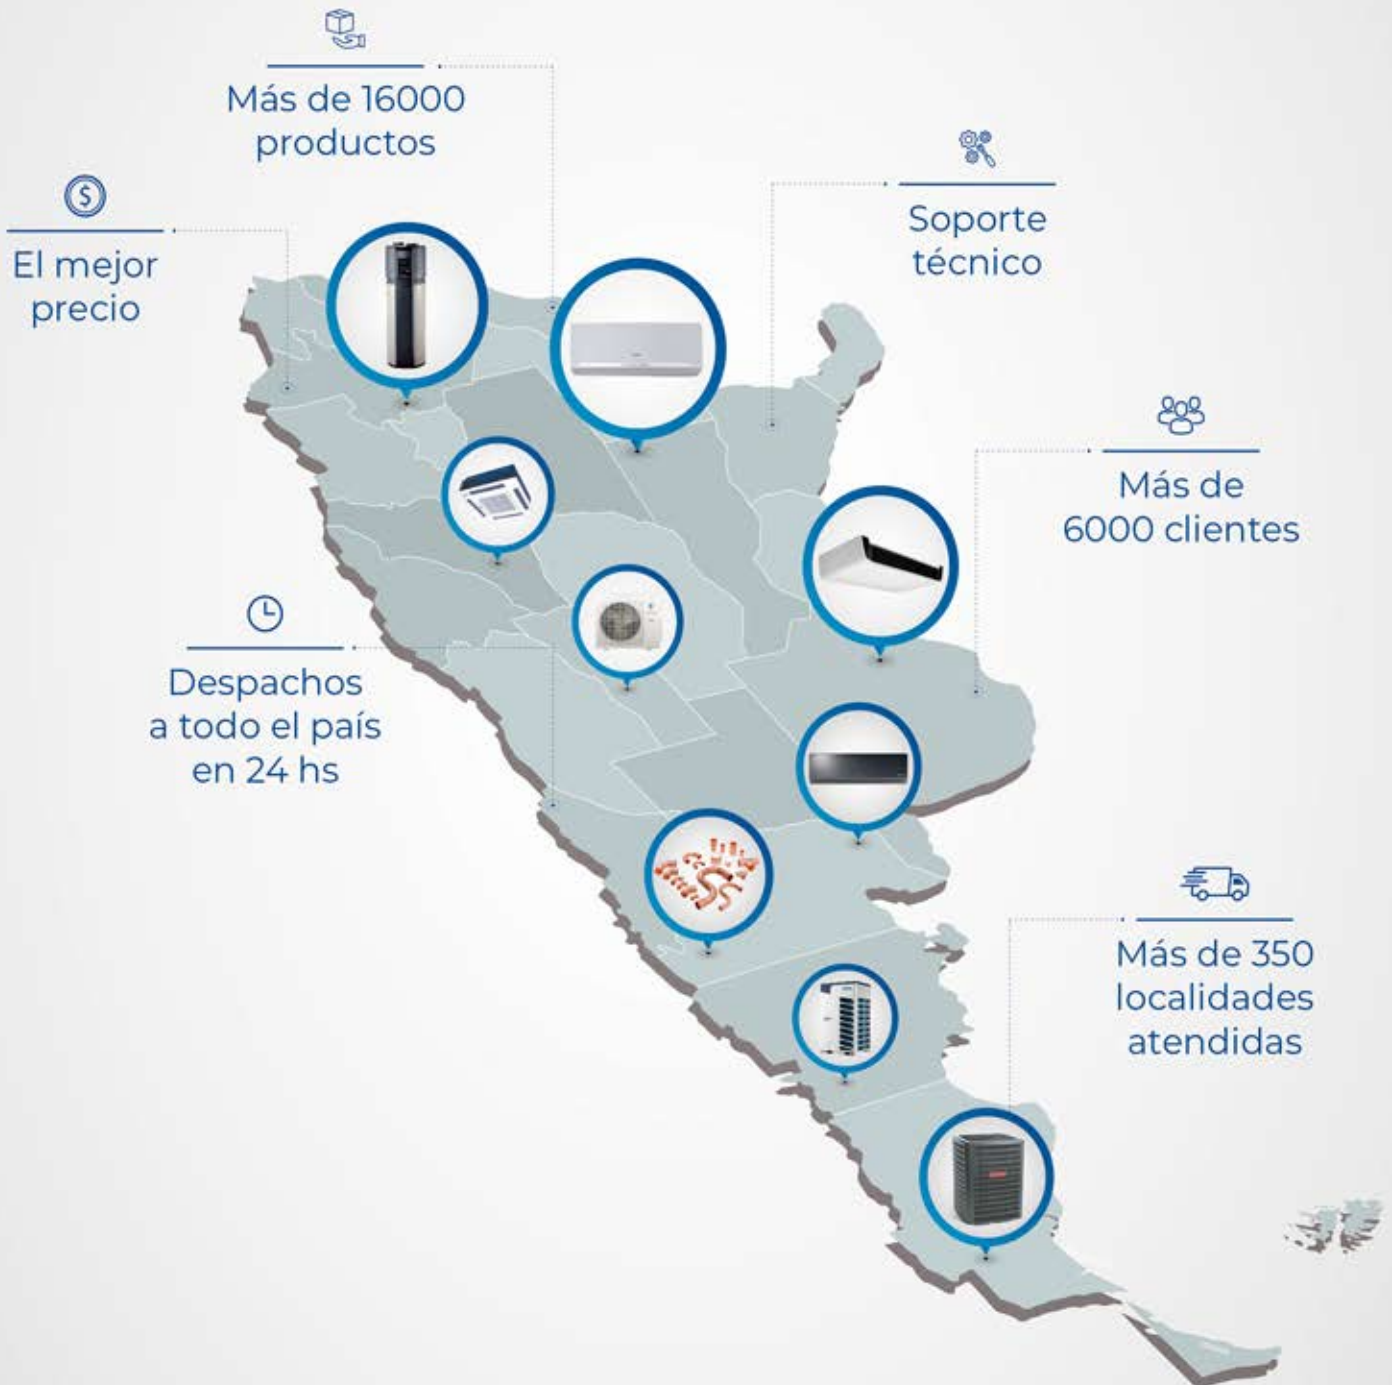 Más de 16000
productos
El mejor
precio
Soporte
técnico
Más de
6000 clientes
Despachos
a todo el país
en 24 hs
Más de 350
localidades
atendidas